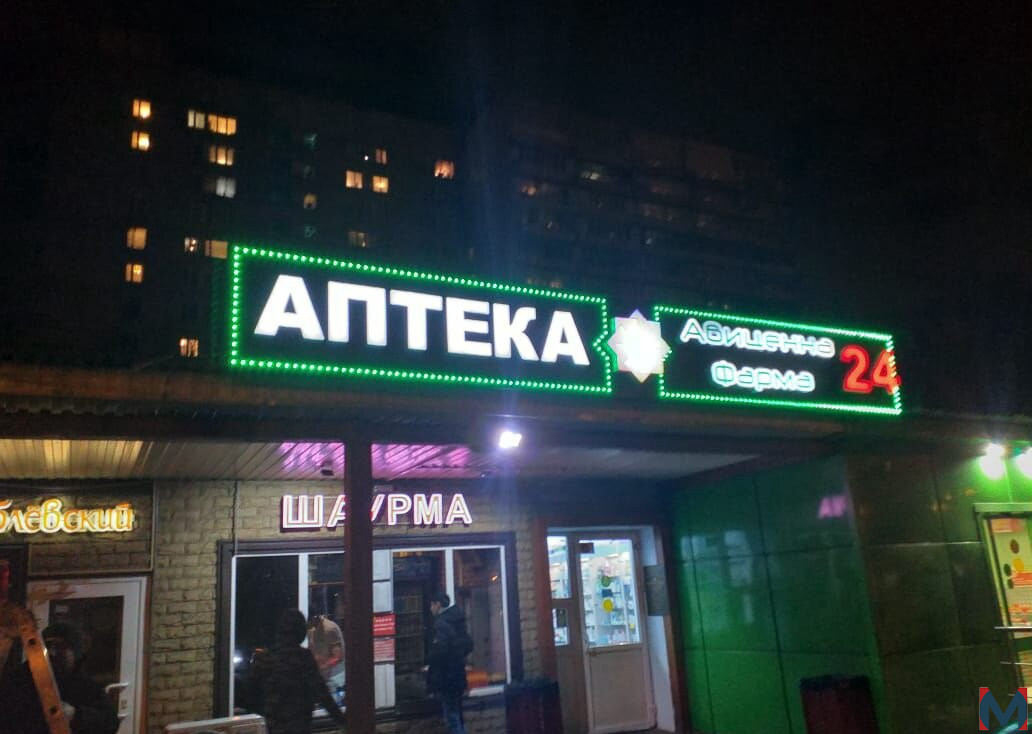 АПТЕКА
Авиценна
Фарма
24
блёвский
ШАУРМА